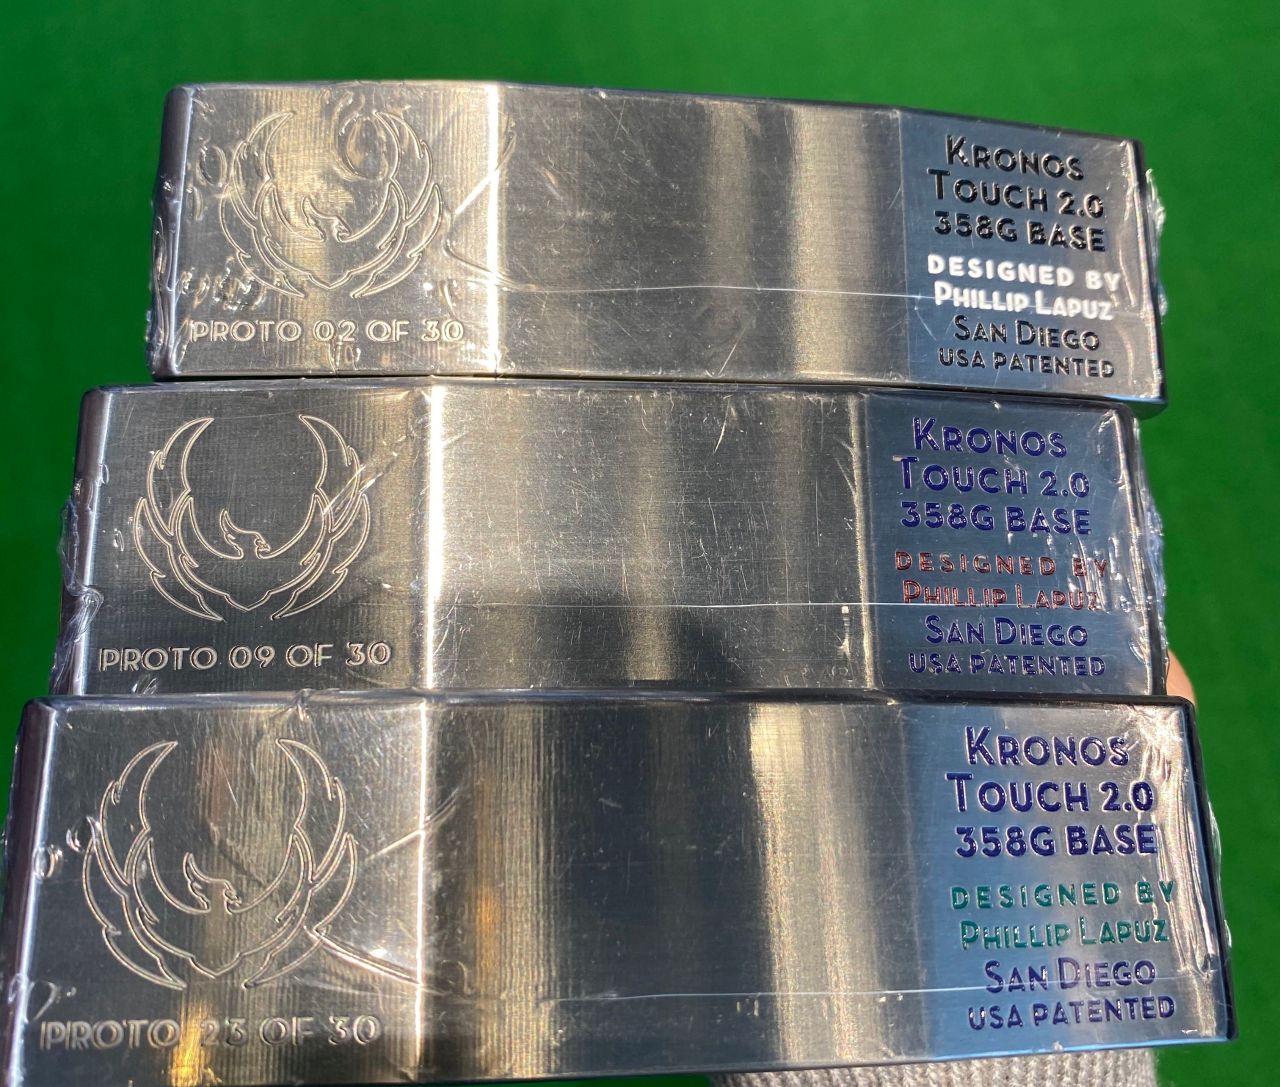 PROTO 02 OF 30
KRONOS
TOUCH 2.0
358G BASE
DESIGNED BY
PHILLIP LAPUZ
SAN DIEGO
USA PATENTED
PROTO 09 OF 30
KRONOS
TOUCH 2.0
358G BASE
DESIGNED BY
PHILLIP LAPUZ
SAN DIEGO
USA PATENTED
PROTO 23 OF 30
KRONOS
TOUCH 2.0
358G BASE
DESIGNED BY
PHILLIP LAPUZ
SAN DIEGO
USA PATENTED